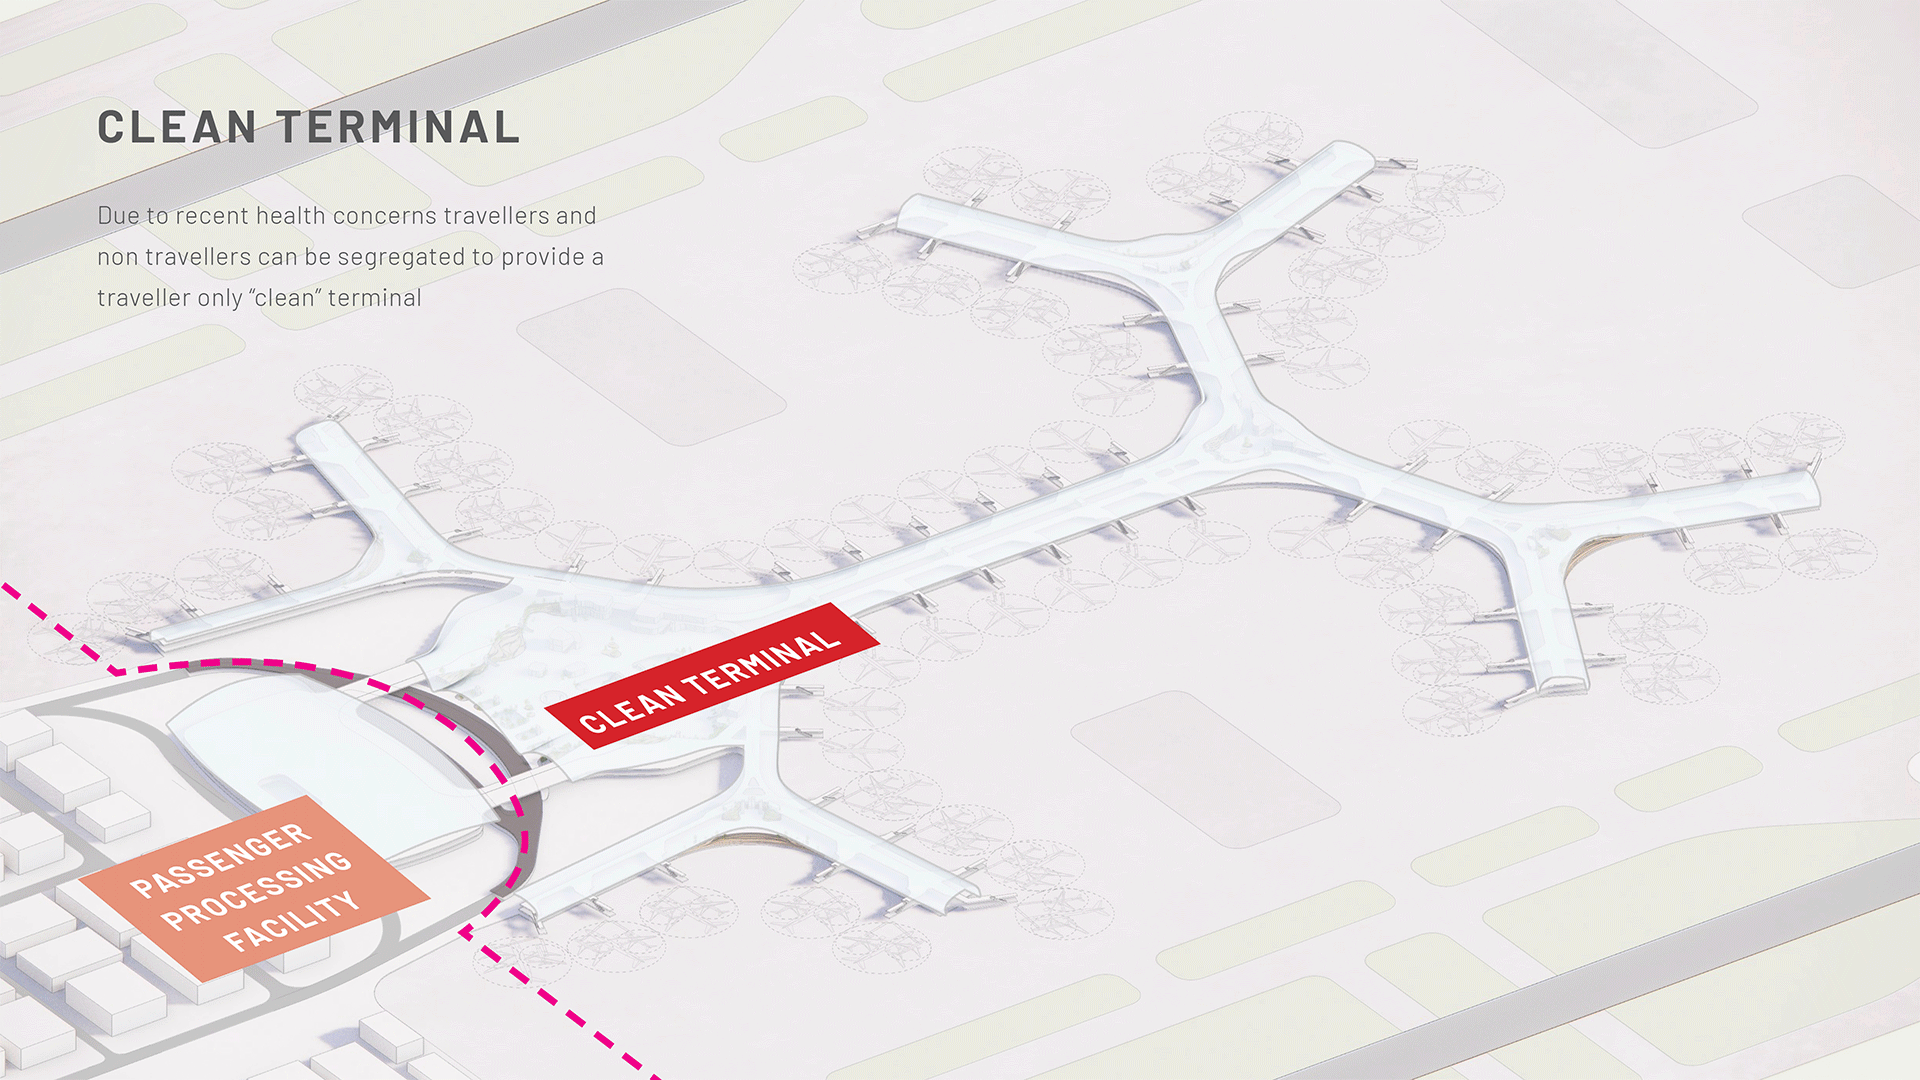 CLEAN TERMINAL
Due to recent health concerns travellers and
non travellers can be segregated to provide a
traveller only “clean” terminal
CLEAN TERMINAL
PASSENGER
PROCESSING
FACILITY